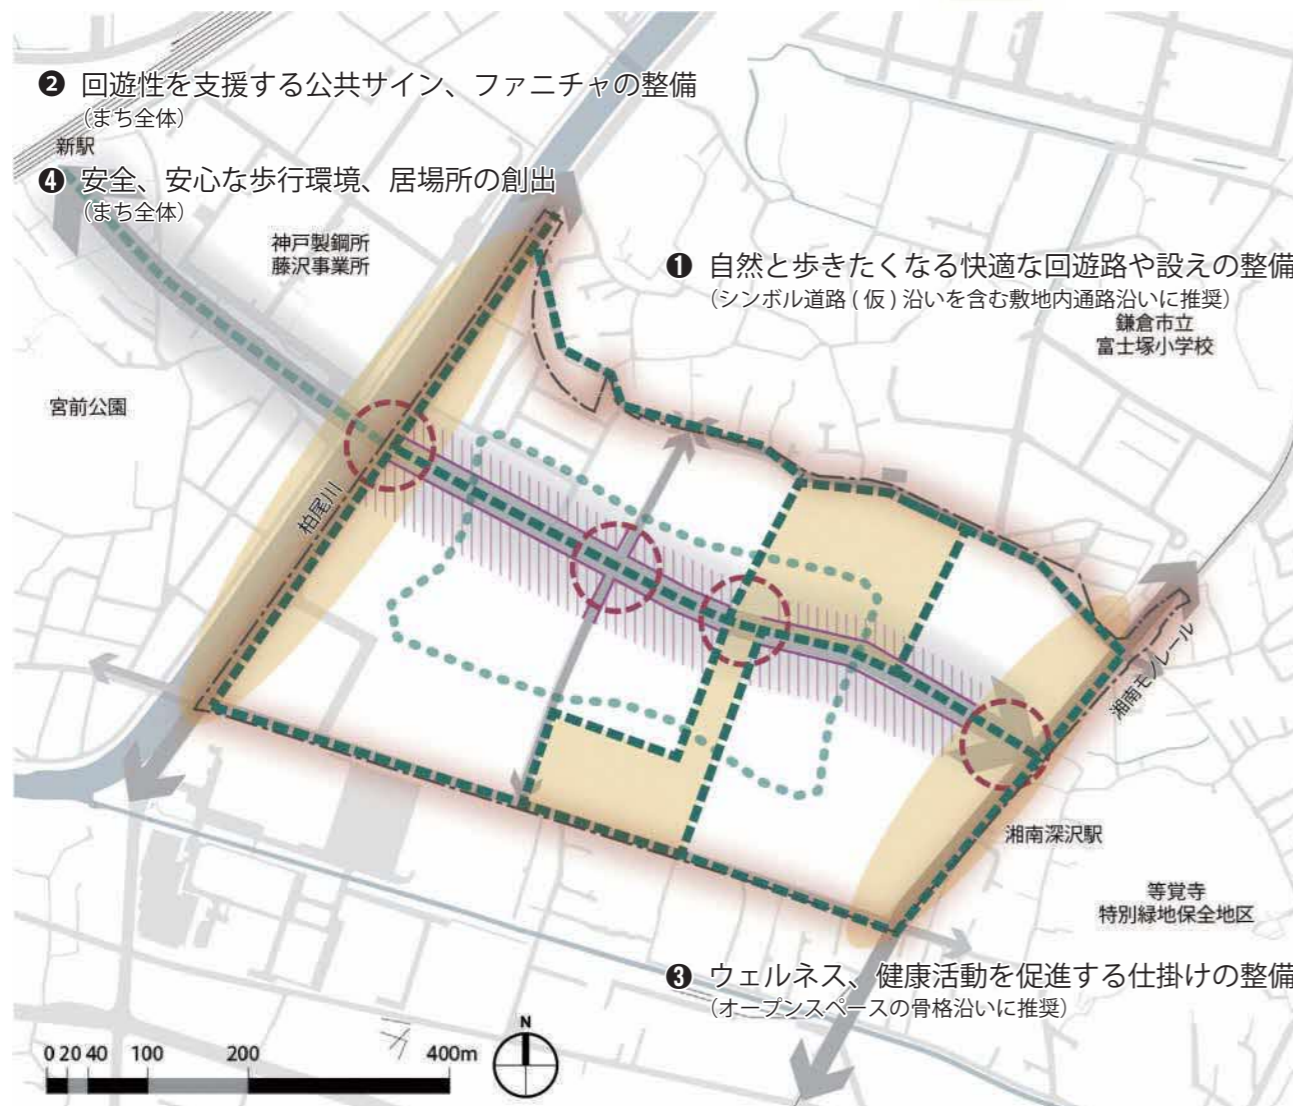 ❷ 回遊性を支援する公共サイン、ファニチャの整備
(まち全体)
新駅
❹ 安全、安心な歩行環境、居場所の創出
(まち全体)
神戸製鋼所
藤沢事業所
❶ 自然と歩きたくなる快適な回遊路や設えの整備
(シンボル道路(仮)沿いを含む敷地内通路沿いに推奨)
鎌倉市立
富士塚小学校
宮前公園
柏尾川
湘南モノレール
湘南深沢駅
等覚寺
特別緑地保全地区
❸ ウェルネス、健康活動を促進する仕掛けの整備
(オープンスペースの骨格沿いに推奨)
N
0 20 40 100 200 400m